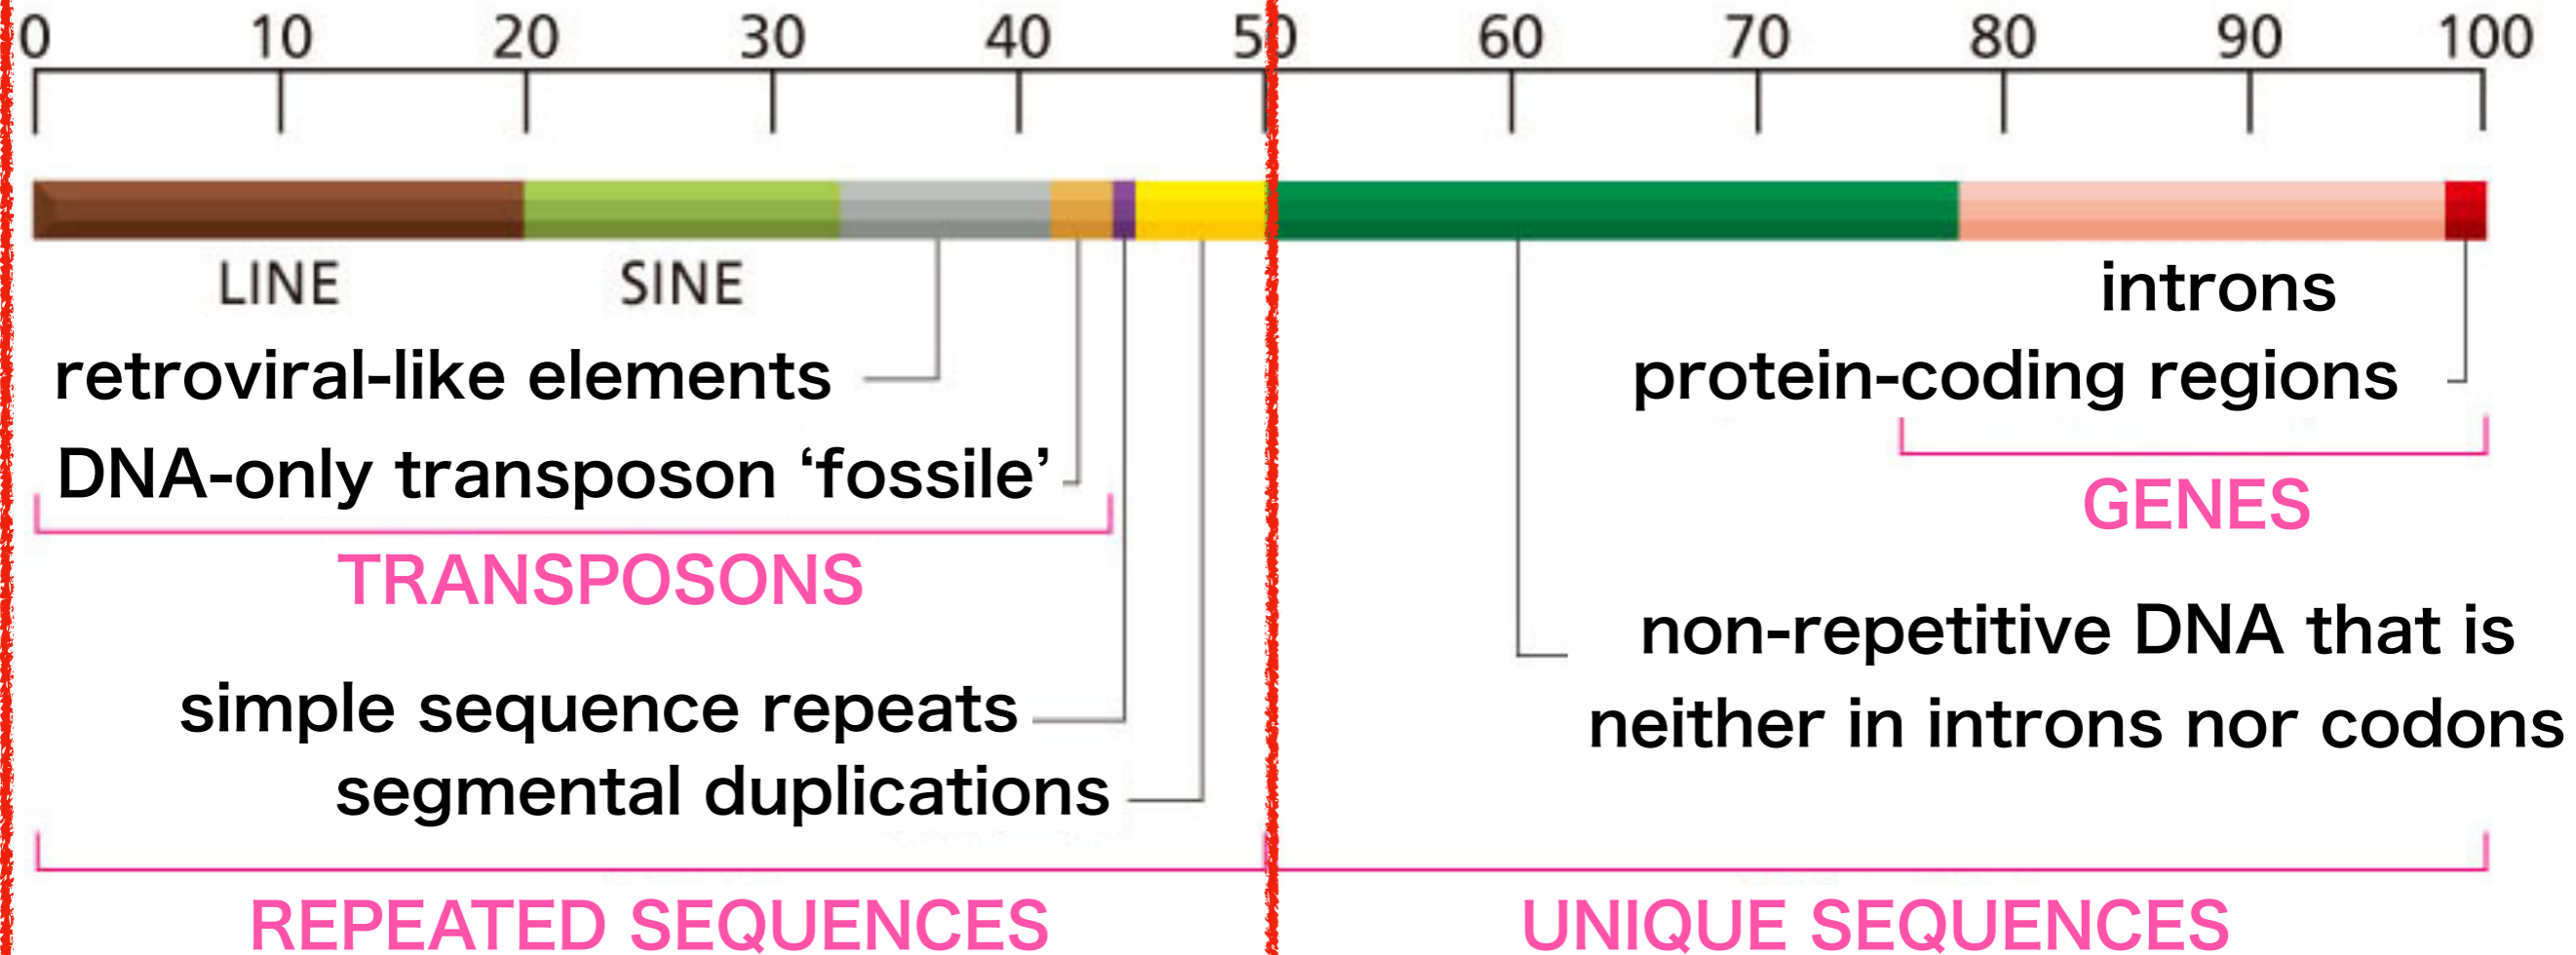 0 10 20 30 40 50 60 70 80 90 100
LINE SINE
introns
retroviral-like elements
protein-coding regions
DNA-only transposon ‘fossile’
GENES
TRANSPOSONS
non-repetitive DNA that is
neither in introns nor codons
simple sequence repeats
segmental duplications
REPEATED SEQUENCES
UNIQUE SEQUENCES